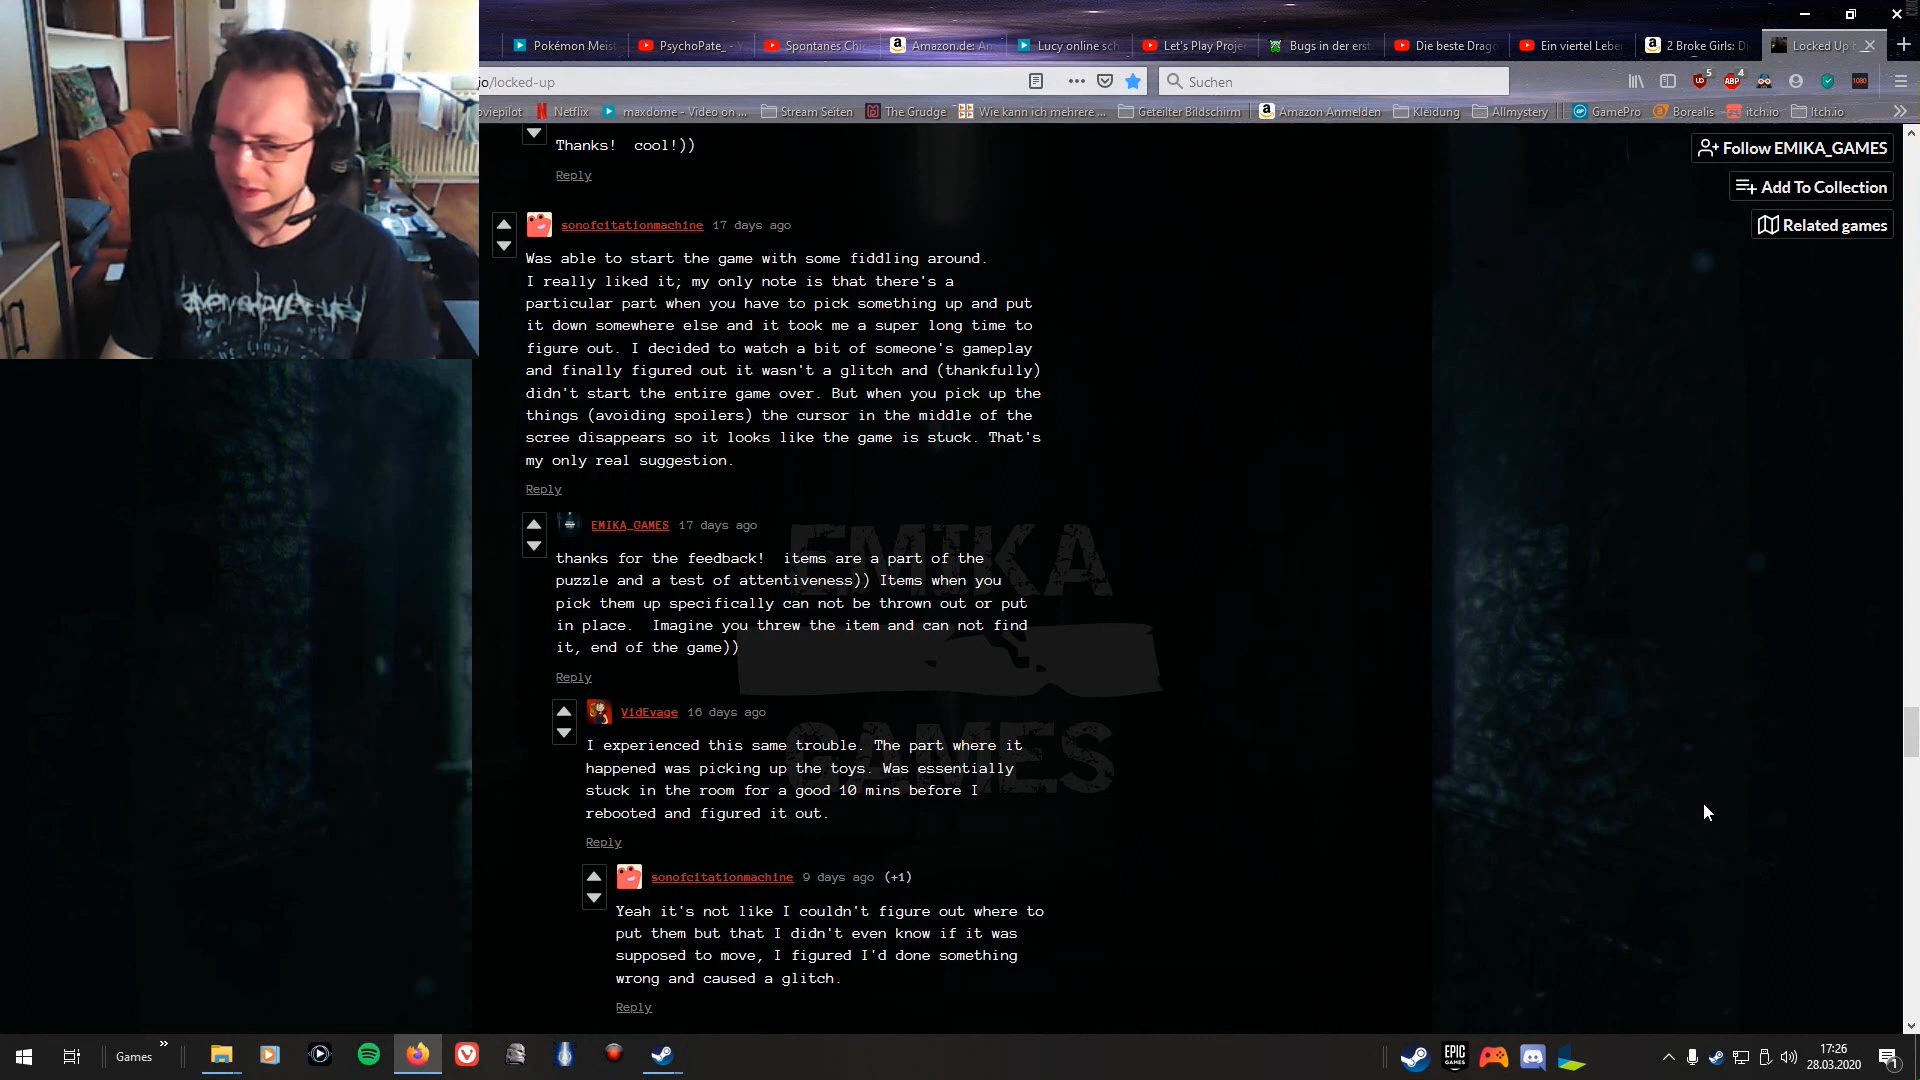 Pokémon Meist
PsychoPate_ - Y
Spontanes Chi
Amazon.de: An
Lucy online sch
Let's Play Proje
Bugs in der erst
Die beste Drago
Ein viertel Leber
2 Broke Girls: Di
Locked Up
io/locked-up
Suchen
5
4
oviepilot
Netflix
maxdome - Video on ...
Stream Seiten
The Grudge
Wie kann ich mehrere ...
Geteilter Bildschirm
Amazon Anmelden
Kleidung
Allmystery
GamePro
Borealis
itch.io
Itch.io
Follow EMIKA_GAMES
Add To Collection
Related games
Thanks! cool!))
Reply
sonofcitationmachine 17 days ago
Was able to start the game with some fiddling around.
I really liked it; my only note is that there's a
particular part when you have to pick something up and put
it down somewhere else and it took me a super long time to
figure out. I decided to watch a bit of someone's gameplay
and finally figured out it wasn't a glitch and (thankfully)
didn't start the entire game over. But when you pick up the
things (avoiding spoilers) the cursor in the middle of the
scree disappears so it looks like the game is stuck. That's
my only real suggestion.
Reply
EMIKA_GAMES 17 days ago
thanks for the feedback! items are a part of the
puzzle and a test of attentiveness)) Items when you
pick them up specifically can not be thrown out or put
in place. Imagine you threw the item and can not find
it, end of the game))
Reply
VidEvage 16 days ago
I experienced this same trouble. The part where it
happened was picking up the toys. Was essentially
stuck in the room for a good 10 mins before I
rebooted and figured it out.
Reply
sonofcitationmachine 9 days ago (+1)
Yeah it's not like I couldn't figure out where to
put them but that I didn't even know if it was
supposed to move, I figured I'd done something
wrong and caused a glitch.
Reply
EMIKA
GAMES
Games
EPIC
GAMES
17:26
28.03.2020
1